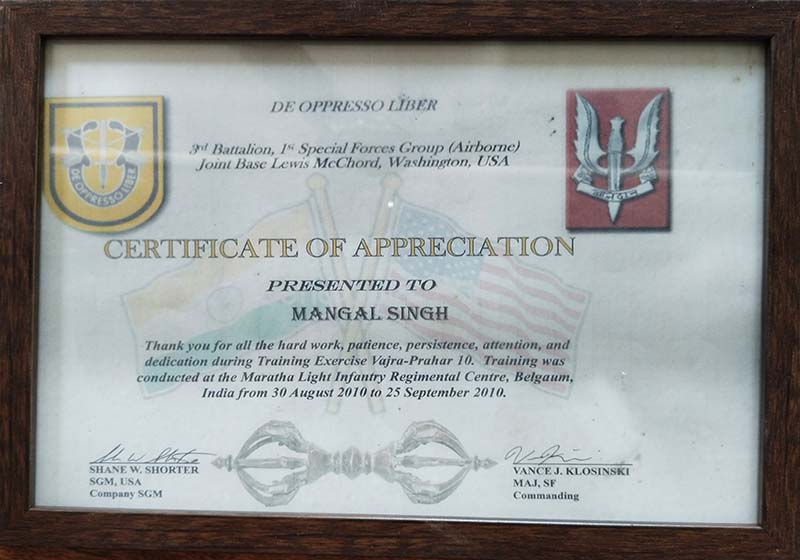 DE OPPRESSO LIBER
3rd Battalion, 1st Special Forces Group (Airborne)
Joint Base Lewis McChord, Washington, USA
DE OPPRESSO LIBER
बलिदान
CERTIFICATE OF APPRECIATION
PRESENTED TO
MANGAL SINGH
Thank you for all the hard work, patience, persistence, attention, and
dedication during Training Exercise Vajra-Prahar 10. Training was
conducted at the Maratha Light Infantry Regimental Centre, Belgaum,
India from 30 August 2010 to 25 September 2010.
SHANE W. SHORTER
SGM, USA
Company SGM
VANCE J. KLOSINSKI
MAJ, SF
Commanding